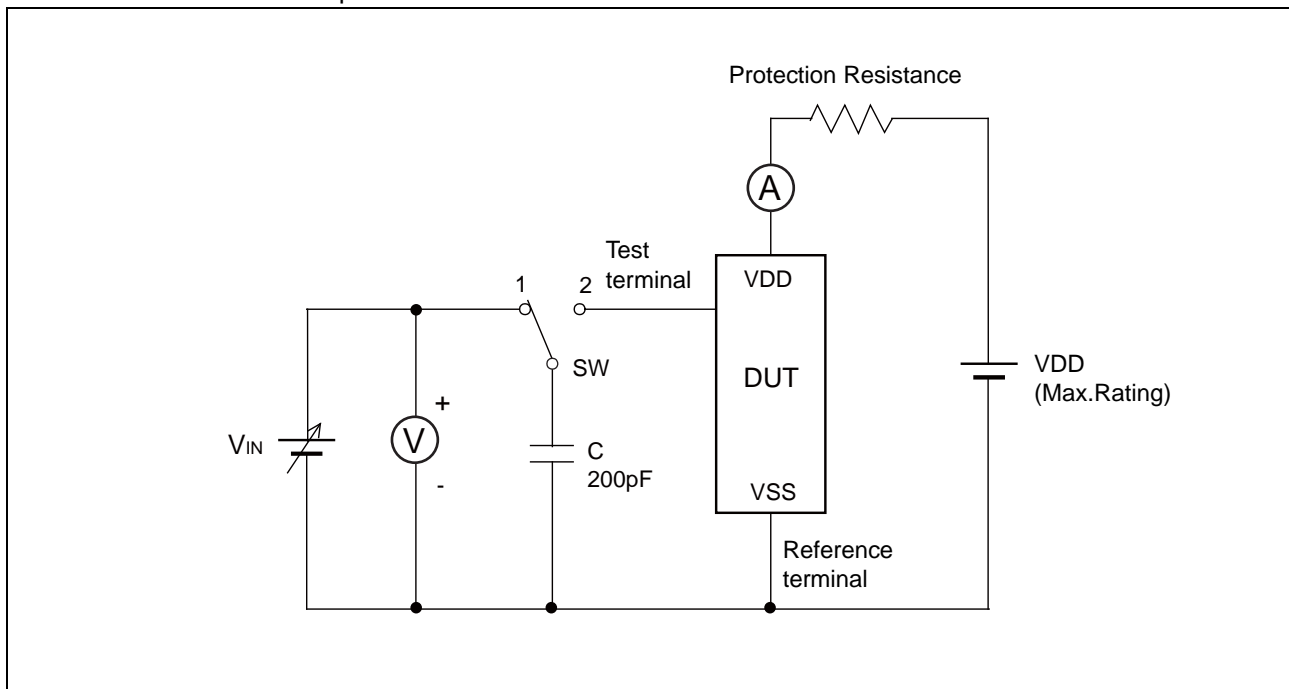 Protection Resistance
A
Test
terminal
1
2
VDD
SW
DUT
VDD
(Max.Rating)
VIN
+
V
-
C
200pF
VSS
Reference
terminal